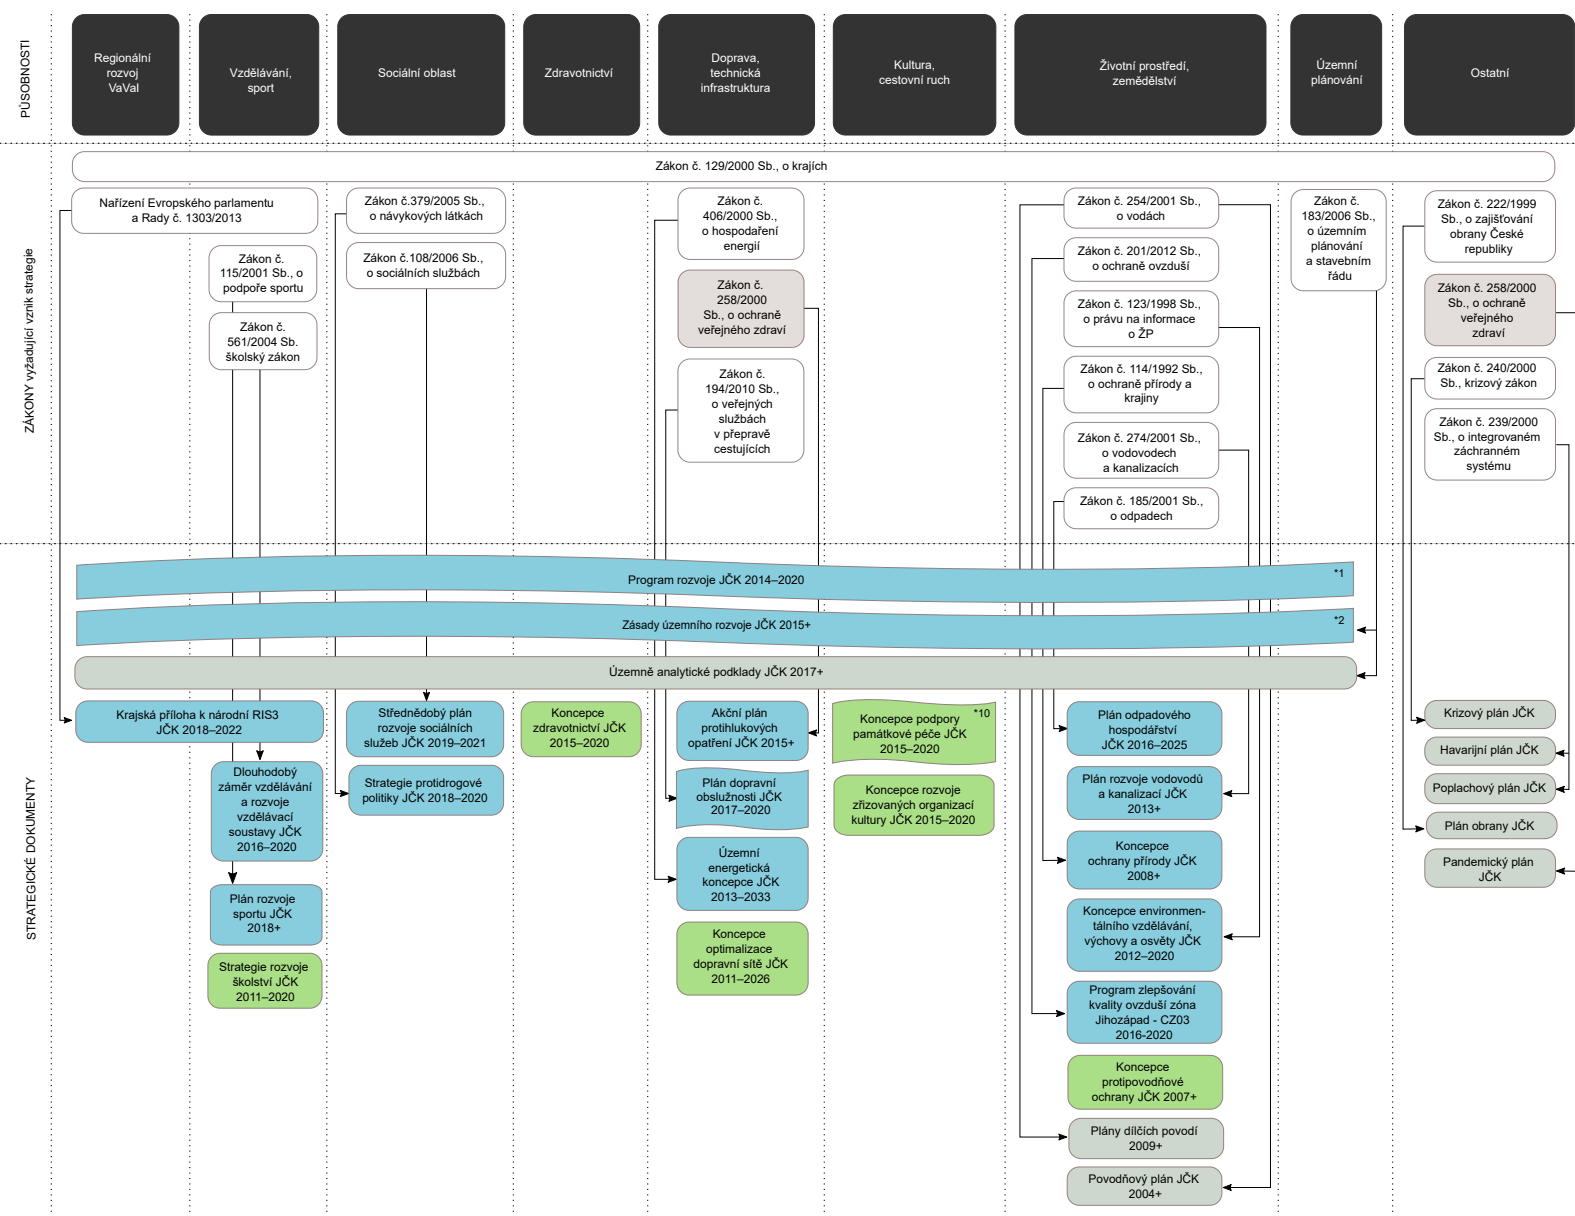 PŮSOBNOSTI
Regionální
rozvoj
VaVaI
Vzdělávání,
sport
Sociální oblast
Zdravotnictví
Doprava,
technická
infrastruktura
Kultura,
cestovní ruch
Životní prostředí,
zemědělství
Územní
plánování
Ostatní
ZÁKONY vyžadující vznik strategie
Zákon č. 129/2000 Sb., o krajích
Nařízení Evropského parlamentu
a Rady č. 1303/2013
Zákon č.
115/2001 Sb., o
podpoře sportu
Zákon č.
561/2004 Sb.
školský zákon
Zákon č.379/2005 Sb.,
o návykových látkách
Zákon č.108/2006 Sb.,
o sociálních službách
Zákon č.
406/2000 Sb.,
o hospodaření
energií
Zákon č.
258/2000
Sb., o ochraně
veřejného zdraví
Zákon č.
194/2010 Sb.,
o veřejných
službách
v přepravě
cestujících
Zákon č. 254/2001 Sb.,
o vodách
Zákon č. 201/2012 Sb.,
o ochraně ovzduší
Zákon č. 123/1998 Sb.,
o právu na informace
o ŽP
Zákon č. 114/1992 Sb.,
o ochraně přírody a
krajiny
Zákon č. 274/2001 Sb.,
o vodovodech
a kanalizacích
Zákon č. 185/2001 Sb.,
o odpadech
Zákon č.
183/2006 Sb.,
o územním
plánování
a stavebním
řádu
Zákon č. 222/1999
Sb., o zajišťování
obrany České
republiky
Zákon č. 258/2000
Sb., o ochraně
veřejného
zdraví
Zákon č. 240/2000
Sb., krizový zákon
Zákon č. 239/2000
Sb., o integrovaném
záchranném
systému
STRATEGICKÉ DOKUMENTY
Program rozvoje JČK 2014–2020
*1
Zásady územního rozvoje JČK 2015+
*2
Územně analytické podklady JČK 2017+
Krajská příloha k národní RIS3
JČK 2018–2022
Dlouhodobý
záměr vzdělávání
a rozvoje
vzdělávací
soustavy JČK
2016–2020
Plán rozvoje
sportu JČK
2018+
Strategie rozvoje
školství JČK
2011–2020
Střednědobý plán
rozvoje sociálních
služeb JČK 2019–2021
Strategie protidrogové
politiky JČK 2018–2020
Koncepce
zdravotnictví JČK
2015–2020
Akční plán
protihlukových
opatření JČK 2015+
Plán dopravní
obslužnosti JČK
2017–2020
Územní
energetická
koncepce JČK
2013–2033
Koncepce
optimalizace
dopravní sítě JČK
2011–2026
*10
Koncepce podpory
památkové péče JČK
2015–2020
Koncepce rozvoje
zřizovaných organizací
kultury JČK 2015–2020
Plán odpadového
hospodářství
JČK 2016–2025
Plán rozvoje vodovodů
a kanalizací JČK
2013+
Koncepce
ochrany přírody JČK
2008+
Koncepce environmen-
tálního vzdělávání,
výchovy a osvěty JČK
2012–2020
Program zlepšování
kvality ovzduší zóna
Jihozápad - CZ03
2016-2020
Koncepce
protipovodňové
ochrany JČK 2007+
Plány dílčích povodí
2009+
Povodňový plán JČK
2004+
Krizový plán JČK
Havarijní plán JČK
Poplachový plán JČK
Plán obrany JČK
Pandemický plán
JČK